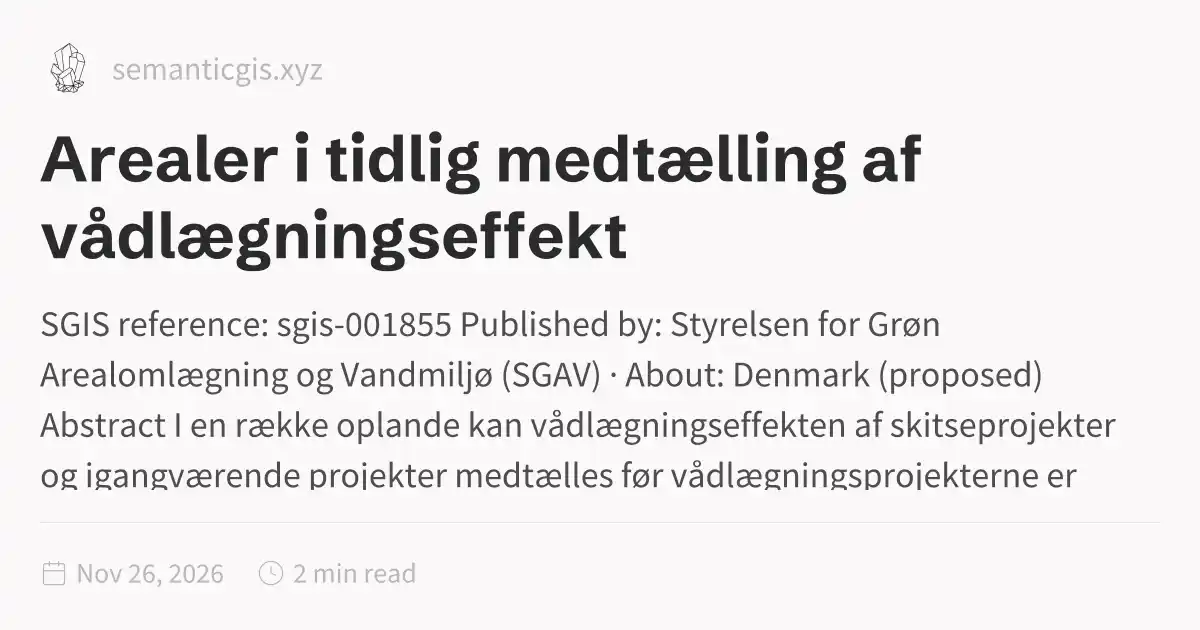 semanticgis.xyz
Arealer i tidlig medtælling af
vådlægningseffekt
SGIS reference: sgis-001855 Published by: Styrelsen for Grøn
Arealomlægning og Vandmiljø (SGAV) · About: Denmark (proposed)
Abstract I en række oplande kan vådlægningseffekten af skitseprojekter
og igangværende projekter medtælles før vådlægningsprojekterne er
Nov 26, 2026 2 min read